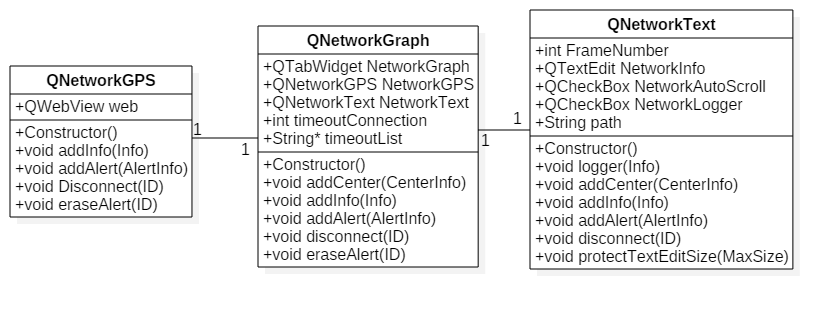 QNetworkGPS
+QWebView web
+Constructor()
+void addInfo(Info)
+void addAlert(AlertInfo)
+void Disconnect(ID)
+void eraseAlert(ID)
1
1
QNetworkGraph
+QTabWidget NetworkGraph
+QNetworkGPS NetworkGPS
+QNetworkText NetworkText
+int timeoutConnection
+String* timeoutList
+Constructor()
+void addCenter(CenterInfo)
+void addInfo(Info)
+void addAlert(AlertInfo)
+void disconnect(ID)
+void eraseAlert(ID)
1
1
QNetworkText
+int FrameNumber
+QTextEdit NetworkInfo
+QCheckBox NetworkAutoScroll
+QCheckBox NetworkLogger
+String path
+Constructor()
+void logger(Info)
+void addCenter(CenterInfo)
+void addInfo(Info)
+void addAlert(AlertInfo)
+void disconnect(ID)
+void protectTextEditSize(MaxSize)